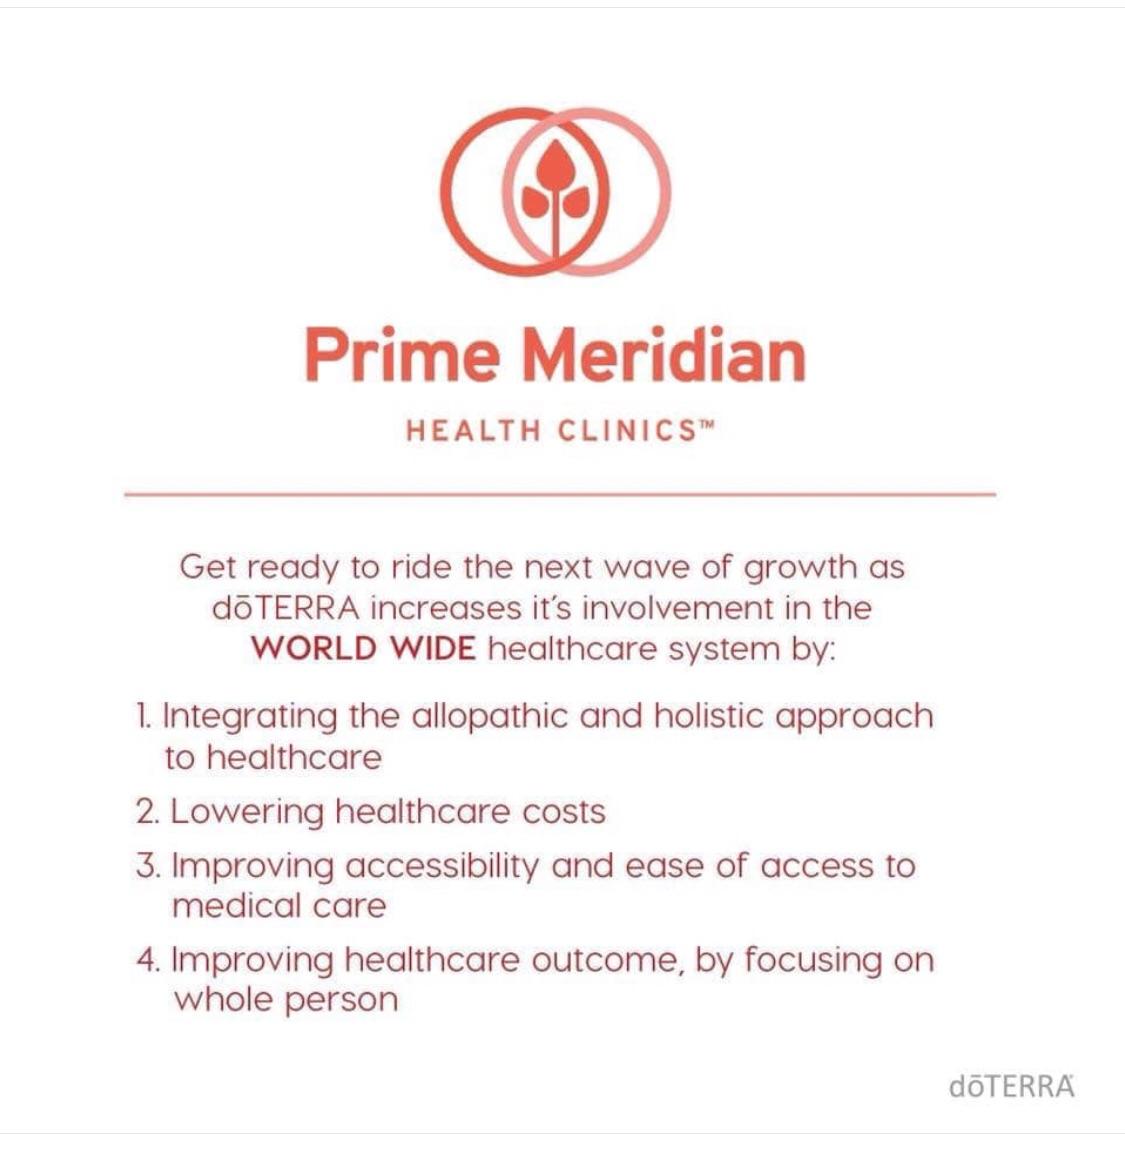 Prime Meridian
HEALTH CLINICS™
Get ready to ride the next wave of growth as
dōTERRA increases it's involvement in the
WORLD WIDE healthcare system by:
1. Integrating the allopathic and holistic approach
to healthcare
2. Lowering healthcare costs
3. Improving accessibility and ease of access to
medical care
4. Improving healthcare outcome, by focusing on
whole person
dōTERRA